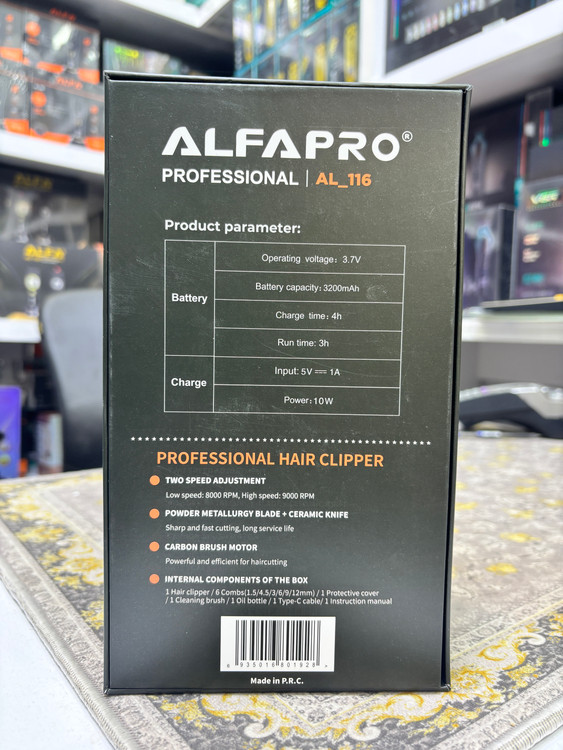 ALFAPRO®
PROFESSIONAL | AL_116
Product parameter:
Battery
Operating voltage: 3.7V
Battery capacity: 3200mAh
Charge time: 4h
Run time: 3h
Charge
Input: 5V ⎓ 1A
Power: 10W
PROFESSIONAL HAIR CLIPPER
TWO SPEED ADJUSTMENT
Low speed: 8000 RPM, High speed: 9000 RPM
POWDER METALLURGY BLADE + CERAMIC KNIFE
Sharp and fast cutting, long service life
CARBON BRUSH MOTOR
Powerful and efficient for haircutting
INTERNAL COMPONENTS OF THE BOX
1 Hair clipper / 6 Combs(1.5/4.5/3/6/9/12mm) / 1 Protective cover
/ 1 Cleaning brush / 1 Oil bottle / 1 Type-C cable/ 1 Instruction manual
Made in P.R.C.